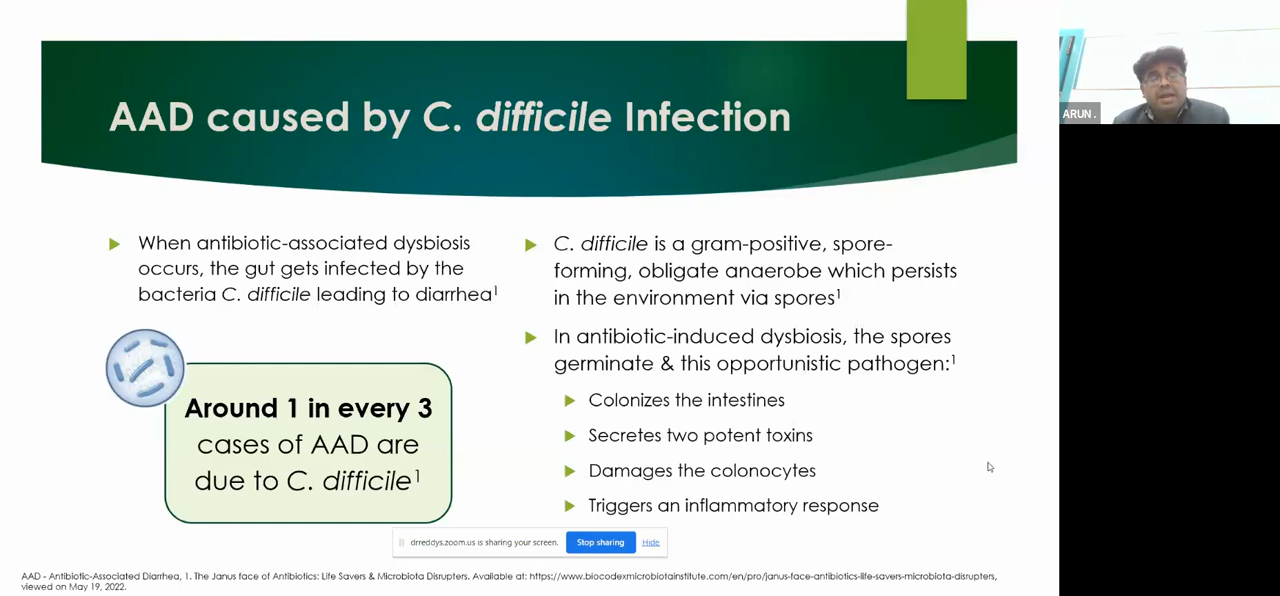 AAD caused by C. difficile Infection
ARUN .
When antibiotic-associated dysbiosis
occurs, the gut gets infected by the
bacteria C. difficile leading to diarrhea¹
Around 1 in every 3
cases of AAD are
due to C. difficile¹
C. difficile is a gram-positive, spore-
forming, obligate anaerobe which persists
in the environment via spores¹
In antibiotic-induced dysbiosis, the spores
germinate & this opportunistic pathogen:¹
Colonizes the intestines
Secretes two potent toxins
Damages the colonocytes
Triggers an inflammatory response
drreddys.zoom.us is sharing your screen. Stop sharing Hide
AAD - Antibiotic-Associated Diarrhea, 1. The Janus face of Antibiotics: Life Savers & Microbiota Disrupters. Available at: https://www.biocodexmicrobiotainstitute.com/en/pro/janus-face-antibiotics-life-savers-microbiota-disrupters,
viewed on May 19, 2022.